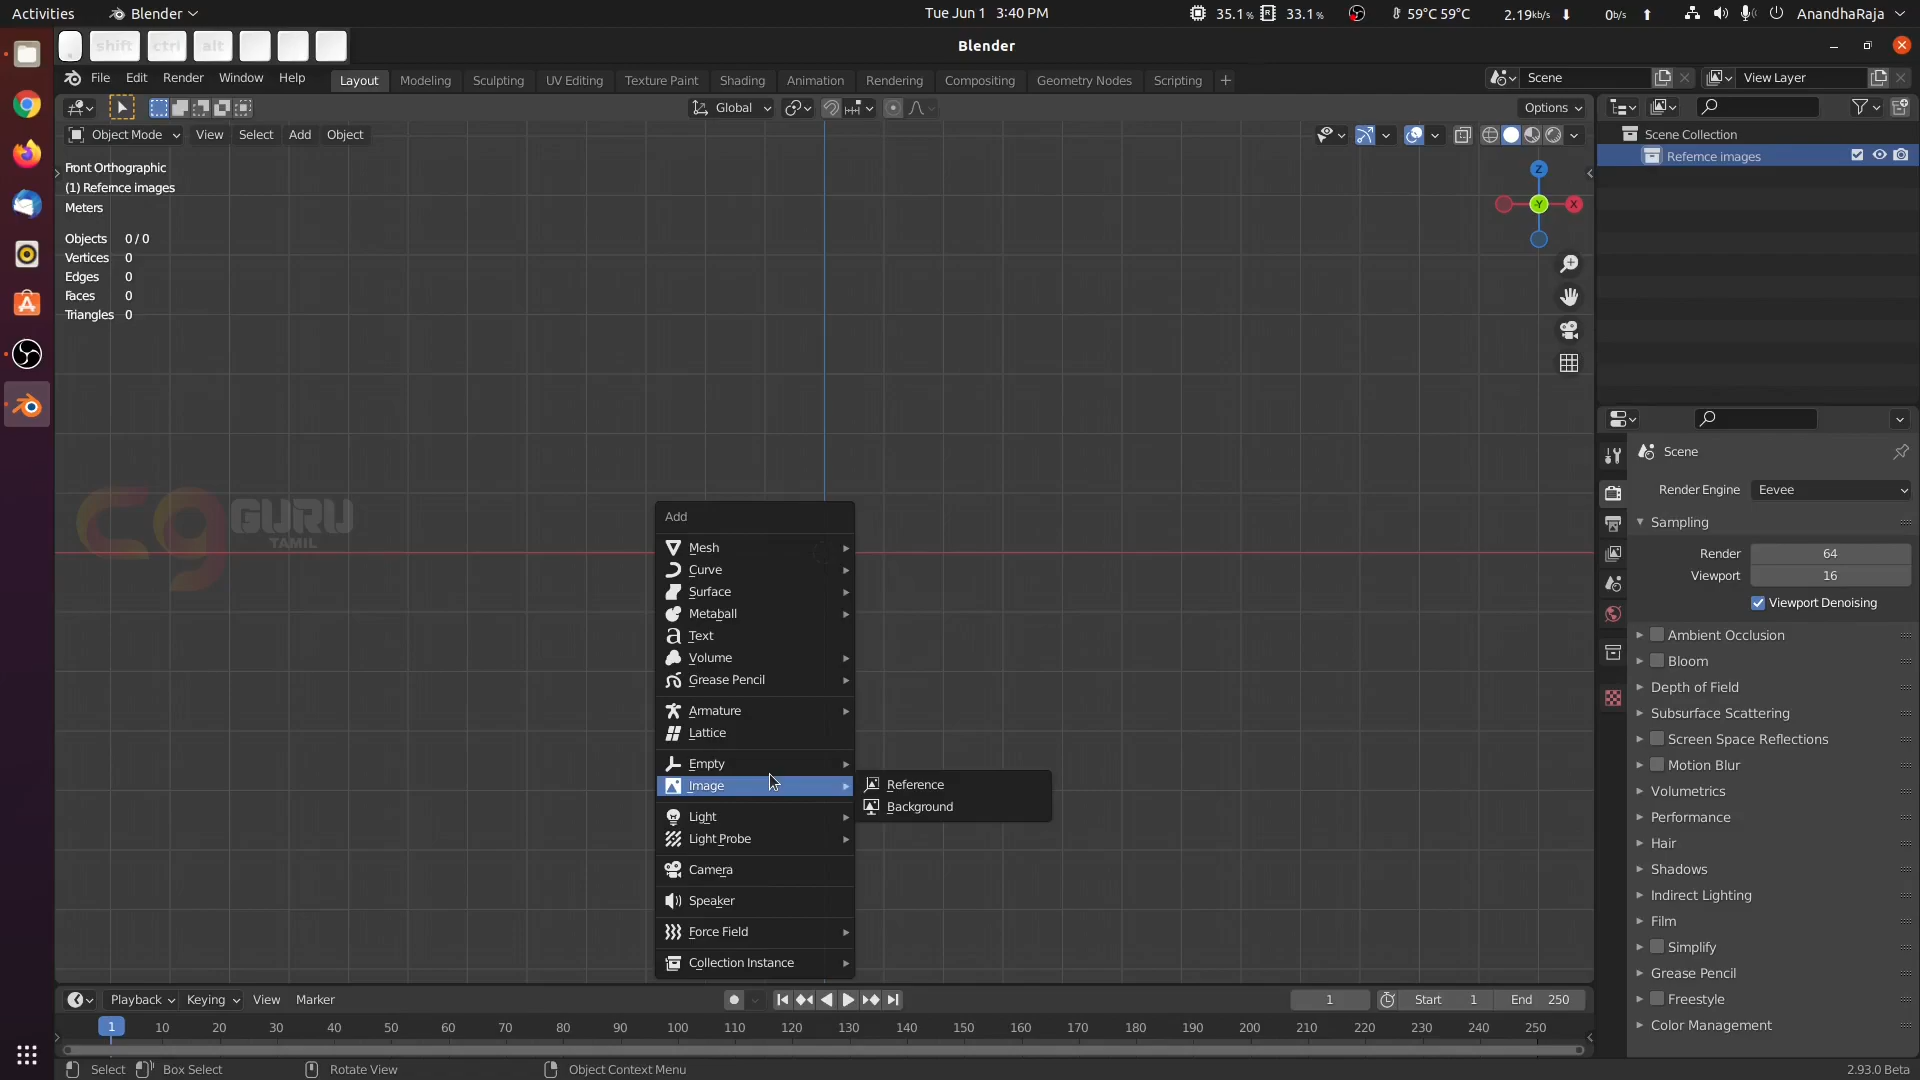 Activities
Blender
Tue Jun 1 3:40 PM
35.1%
33.1%
59°C 59°C
2.19kb/s
0b/s
AnandhaRaja
shift ctrl alt
Blender
File Edit Render Window Help
Layout Modeling Sculpting UV Editing Texture Paint Shading Animation Rendering Compositing Geometry Nodes Scripting +
Scene
View Layer
Global
Options
Object Mode View Select Add Object
Scene Collection
Refernce images
Front Orthographic
(1) Refernce images
Meters
Objects 0/0
Vertices 0
Edges 0
Faces 0
Triangles 0
Z
Y
X
Scene
Render Engine Eevee
Sampling
Render 64
Viewport 16
Viewport Denoising
Ambient Occlusion
Bloom
Depth of Field
Subsurface Scattering
Screen Space Reflections
Motion Blur
Volumetrics
Performance
Hair
Shadows
Indirect Lighting
Film
Simplify
Grease Pencil
Freestyle
Color Management
cg GURU
TAMIL
Add
Mesh
Curve
Surface
Metaball
Text
Volume
Grease Pencil
Armature
Lattice
Empty
Image
Light
Light Probe
Camera
Speaker
Force Field
Collection Instance
Reference
Background
Playback Keying View Marker
1
Start 1
End 250
1 10 20 30 40 50 60 70 80 90 100 110 120 130 140 150 160 170 180 190 200 210 220 230 240 250
Select Box Select Rotate View Object Context Menu
2.93.0 Beta